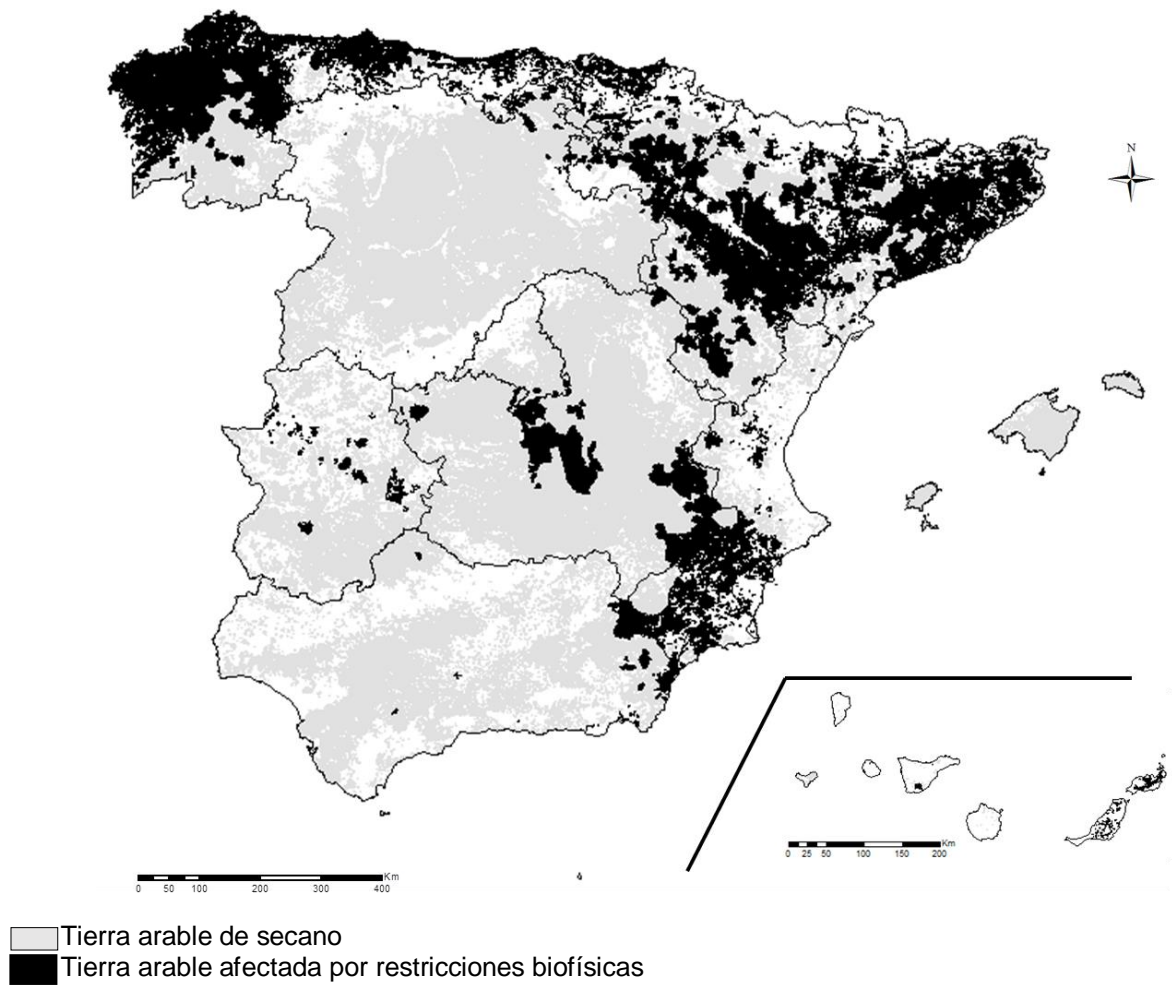 N
Km
0 25 50 100 150 200
Km
0 50 100 200 300 400
Tierra arable de secano
Tierra arable afectada por restricciones biofísicas